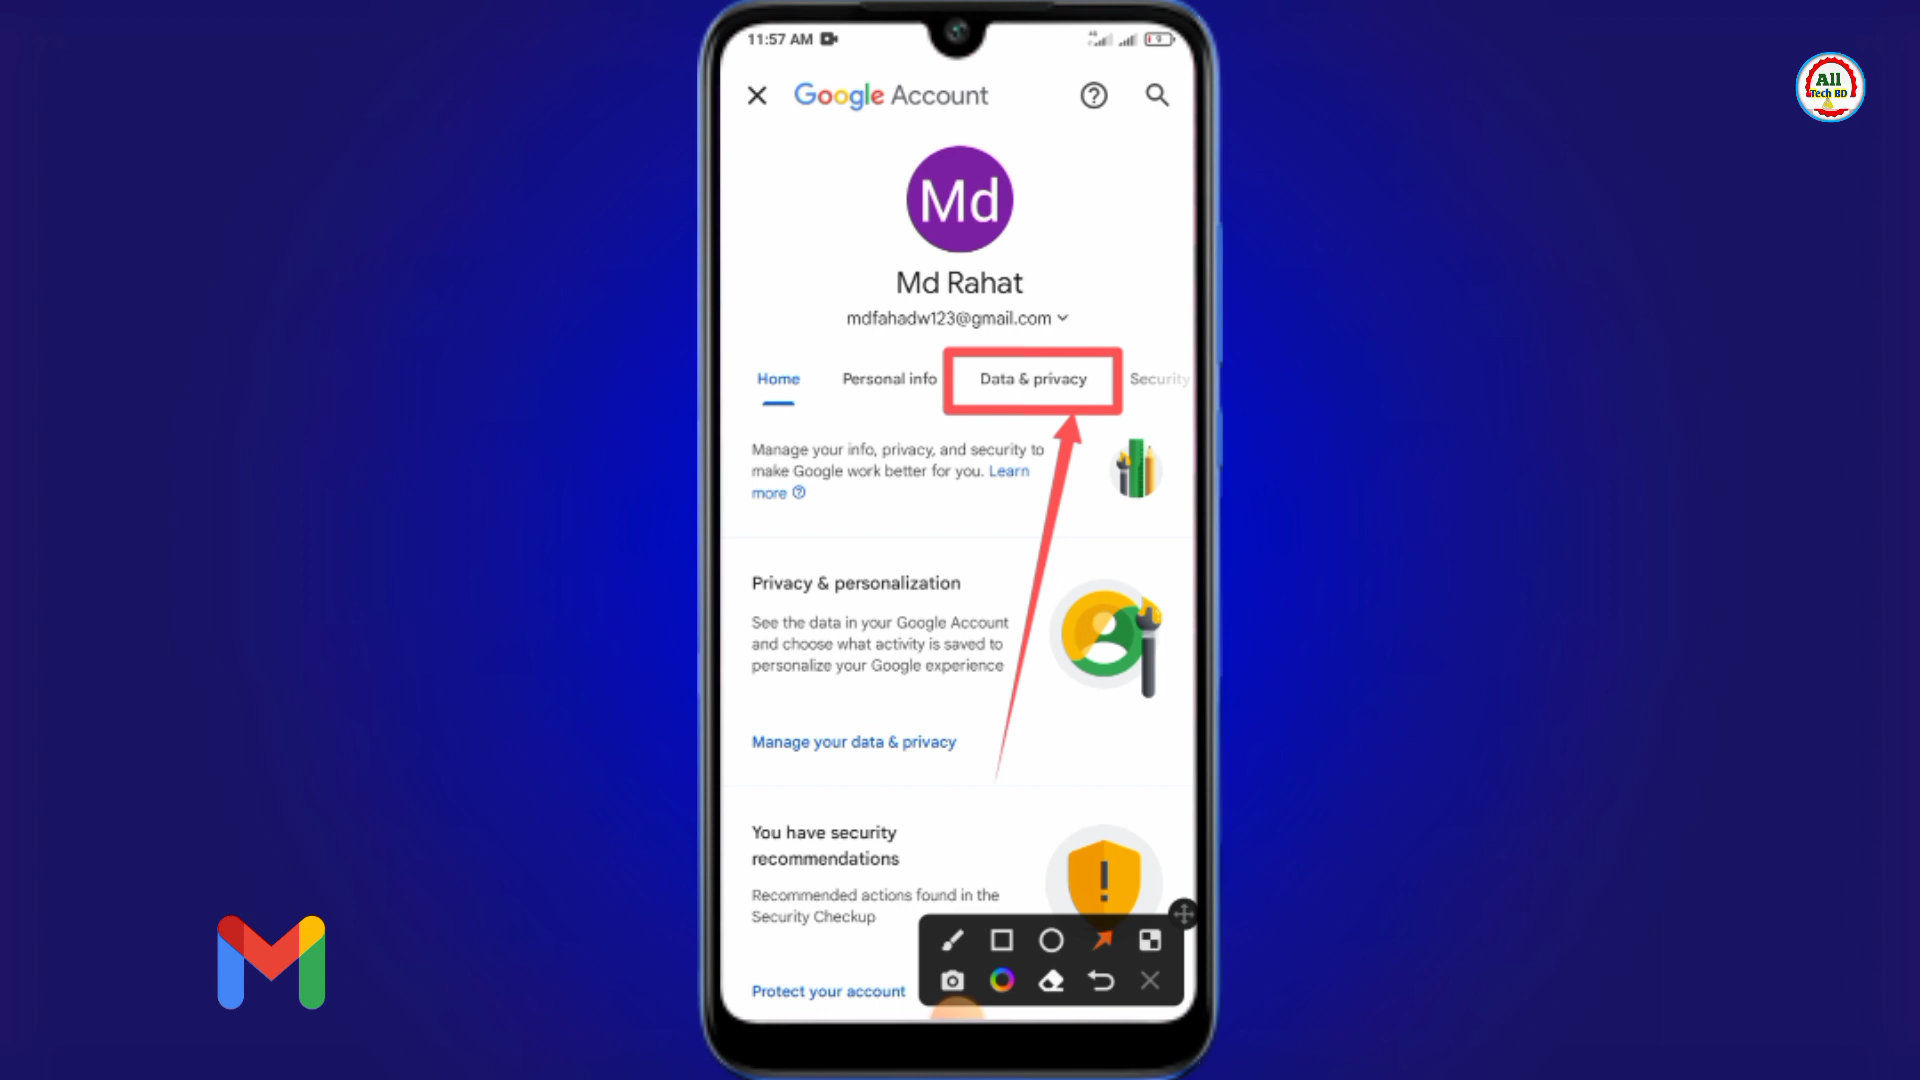 11:57 AM
Google Account
All
Tech BD
Md
Md Rahat
mdfahadw123@gmail.com
Home Personal info Data & privacy Security
Manage your info, privacy, and security to
make Google work better for you. Learn
more
Privacy & personalization
See the data in your Google Account
and choose what activity is saved to
personalize your Google experience
Manage your data & privacy
You have security
recommendations
Recommended actions found in the
Security Checkup
Protect your account